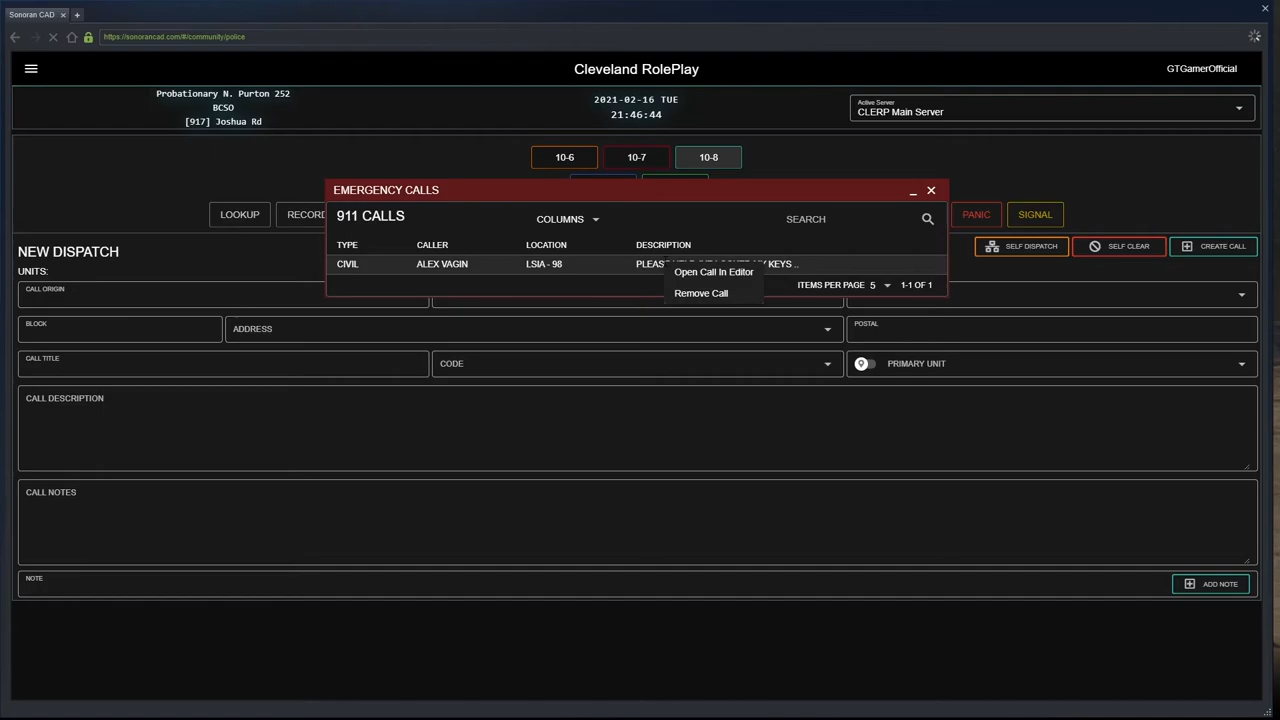 Sonoran CAD
https://sonorancad.com/#/community/police
Cleveland RolePlay
GTGamerOfficial
Probationary N. Purton 252
BCSO
[917] Joshua Rd
2021-02-16 TUE
21:46:44
Active Server
CLERP Main Server
10-6
10-7
10-8
EMERGENCY CALLS
911 CALLS
COLUMNS
SEARCH
LOOKUP
RECORD
PANIC
SIGNAL
TYPE
CALLER
LOCATION
DESCRIPTION
CIVIL
ALEX VAGIN
LSIA - 98
KEYS ..
Open Call In Editor
Remove Call
ITEMS PER PAGE 5
1-1 OF 1
NEW DISPATCH
SELF DISPATCH
SELF CLEAR
CREATE CALL
UNITS:
CALL ORIGIN
BLOCK
ADDRESS
POSTAL
CALL TITLE
CODE
PRIMARY UNIT
CALL DESCRIPTION
CALL NOTES
NOTE
ADD NOTE